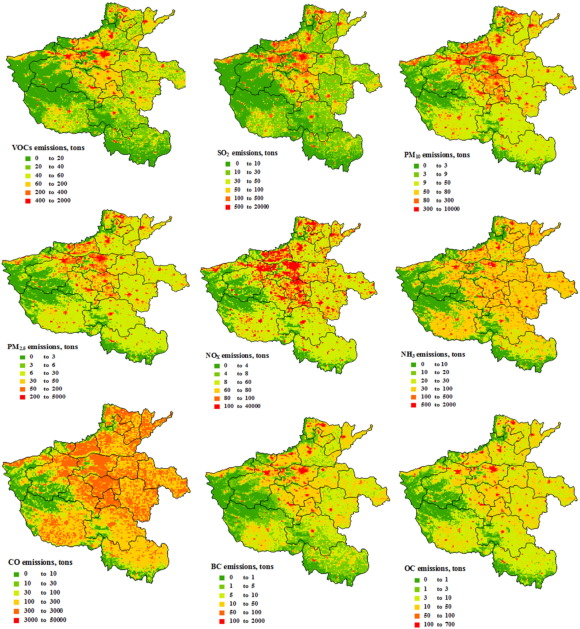 VOCs emissions, tons
0 to 20
20 to 40
40 to 60
60 to 200
200 to 400
400 to 2000
SO2 emissions, tons
0 to 10
10 to 30
30 to 50
50 to 100
100 to 500
500 to 20000
PM10 emissions, tons
0 to 3
3 to 9
9 to 50
50 to 80
80 to 300
300 to 10000
PM2.5 emissions, tons
0 to 3
3 to 6
6 to 30
30 to 50
50 to 200
200 to 5000
NOX emissions, tons
0 to 4
4 to 8
8 to 60
60 to 80
80 to 100
100 to 40000
NH3 emissions, tons
0 to 10
10 to 20
20 to 30
30 to 100
100 to 500
500 to 2000
CO emissions, tons
0 to 10
10 to 30
30 to 100
100 to 300
300 to 3000
3000 to 50000
BC emissions, tons
0 to 1
1 to 5
5 to 10
10 to 50
50 to 100
100 to 2000
OC emissions, tons
0 to 1
1 to 3
3 to 10
10 to 50
50 to 100
100 to 700